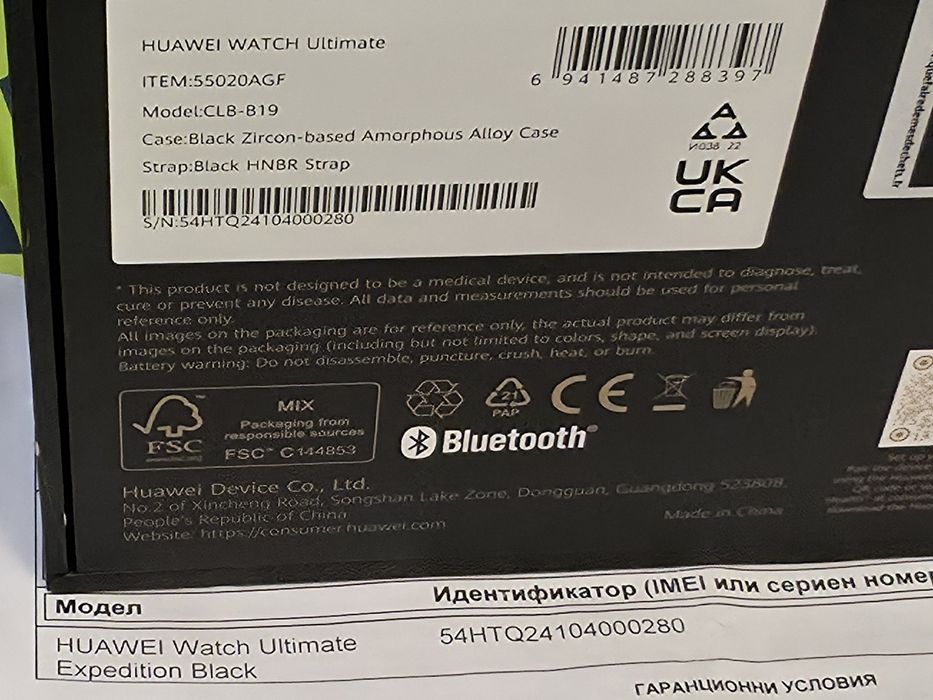 HUAWEI WATCH Ultimate
ITEM:55020AGF
Model:CLB-B19
Case:Black Zircon-based Amorphous Alloy Case
Strap:Black HNBR Strap
S/N:54HTQ24104000280
6 941487 288397
И038 22
UK
CA
* This product is not designed to be a medical device, and is not intended to diagnose, treat,
cure or prevent any disease. All data and measurements should be used for personal
reference only.
All images on the packaging are for reference only, the actual product may differ from
images on the packaging (including but not limited to colors, shape, and screen display).
Battery warning: Do not disassemble, puncture, crush, heat, or burn.
FSC
MIX
Packaging from
responsible sources
FSC™ C144853
21
PAP
CE
Bluetooth®
Huawei Device Co., Ltd.
No.2 of Xincheng Road, Songshan Lake Zone, Dongguan, Guangdong 523808,
People's Republic of China
Website: https://consumer.huawei.com
Made in China
Модел
Идентификатор (IMEI или сериен номер
HUAWEI Watch Ultimate
Expedition Black
54HTQ24104000280
ГАРАНЦИОННИ УСЛОВИЯ